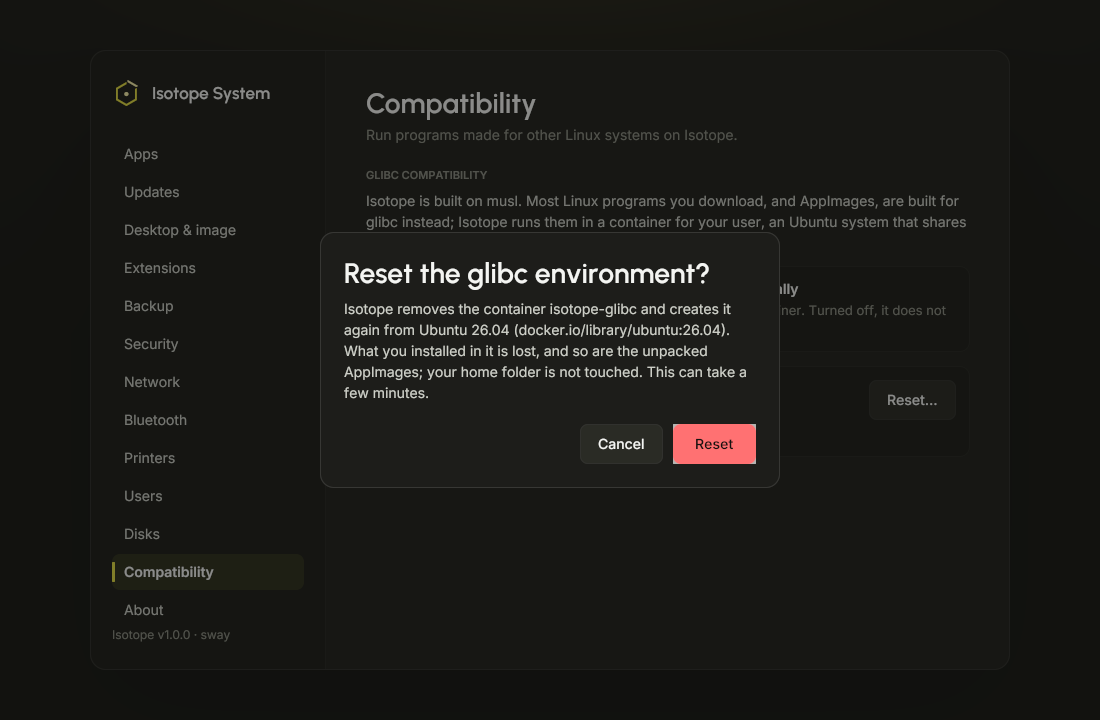 Isotope System
Apps
Updates
Desktop & image
Extensions
Backup
Security
Network
Bluetooth
Printers
Users
Disks
Compatibility
About
Isotope v1.0.0 · sway
Compatibility
Run programs made for other Linux systems on Isotope.
GLIBC COMPATIBILITY
Isotope is built on musl. Most Linux programs you download, and AppImages, are built for
glibc instead; Isotope runs them in a container for your user, an Ubuntu system that shares
Turned off, it does not
Reset...
Reset the glibc environment?
Isotope removes the container isotope-glibc and creates it
again from Ubuntu 26.04 (docker.io/library/ubuntu:26.04).
What you installed in it is lost, and so are the unpacked
AppImages; your home folder is not touched. This can take a
few minutes.
Cancel
Reset